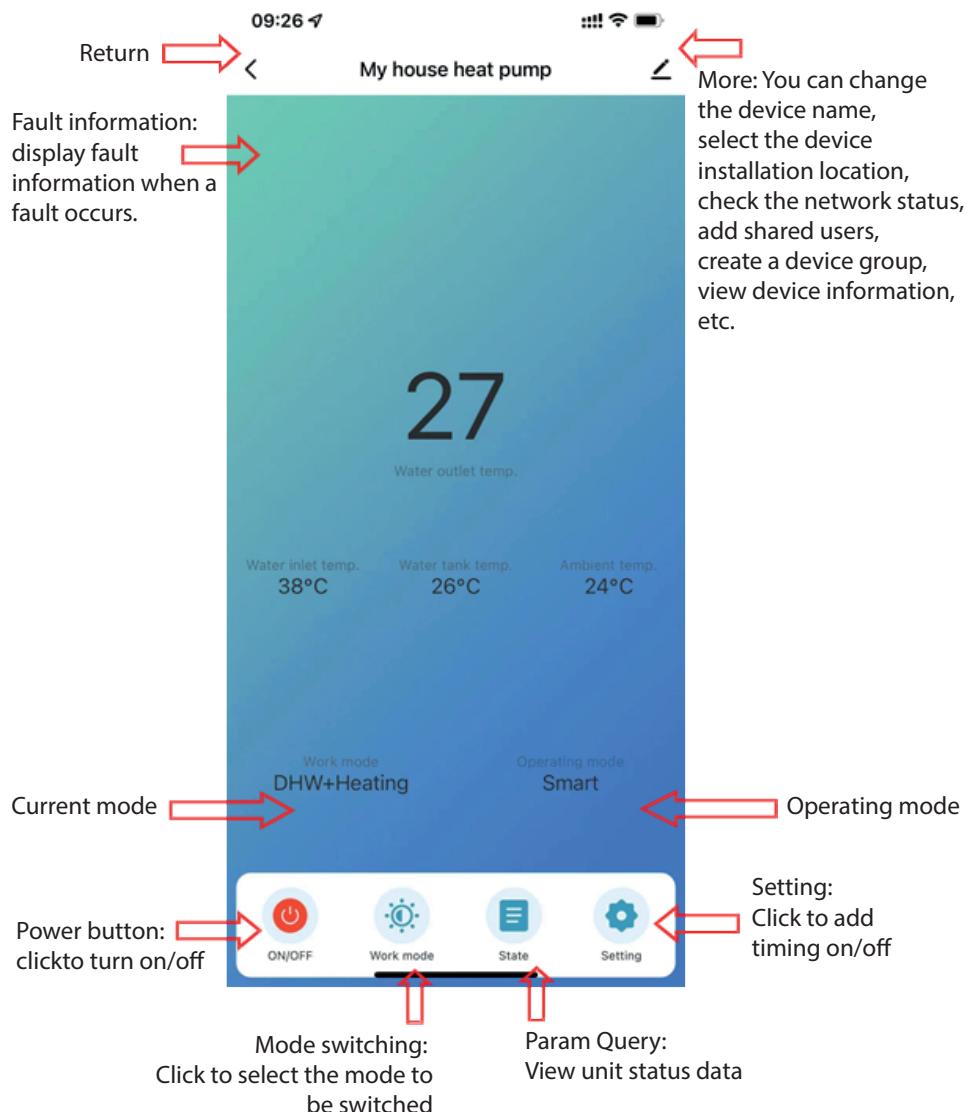 09:26
Return
My house heat pump
More: You can change
the device name,
select the device
installation location,
check the network status,
add shared users,
create a device group,
view device information,
etc.
Fault information:
display fault
information when a
fault occurs.
27
Water outlet temp.
Water inlet temp. Water tank temp. Ambient temp.
38°C 26°C 24°C
Work mode Operating mode
DHW+Heating Smart
Current mode Operating mode
Power button:
clickto turn on/off
ON/OFF Work mode State Setting
Setting:
Click to add
timing on/off
Mode switching:
Click to select the mode to
be switched
Param Query:
View unit status data